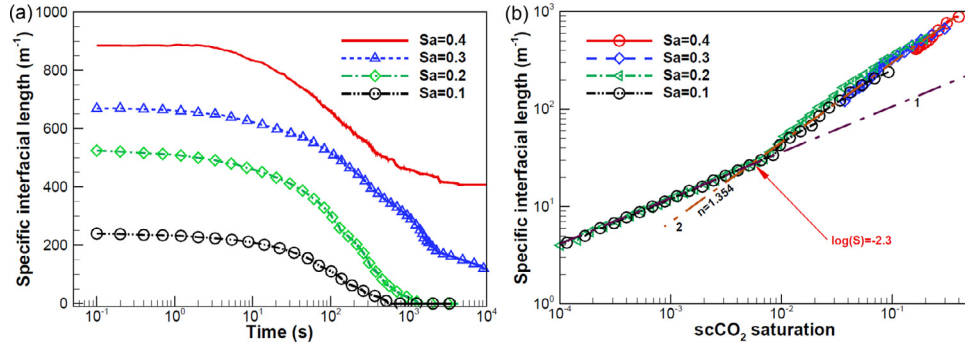 (a)
1000
800
600
400
200
0
Specific interfacial length (m⁻¹)
Sa=0.4
Sa=0.3
Sa=0.2
Sa=0.1
10⁻¹ 10⁰ 10¹ 10² 10³ 10⁴
Time (s)
(b)
10³
10²
10¹
10⁰
Specific interfacial length (m⁻¹)
Sa=0.4
Sa=0.3
Sa=0.2
Sa=0.1
1
n=1.354
2
log(S)=-2.3
10⁻⁴ 10⁻³ 10⁻² 10⁻¹
scCO₂ saturation